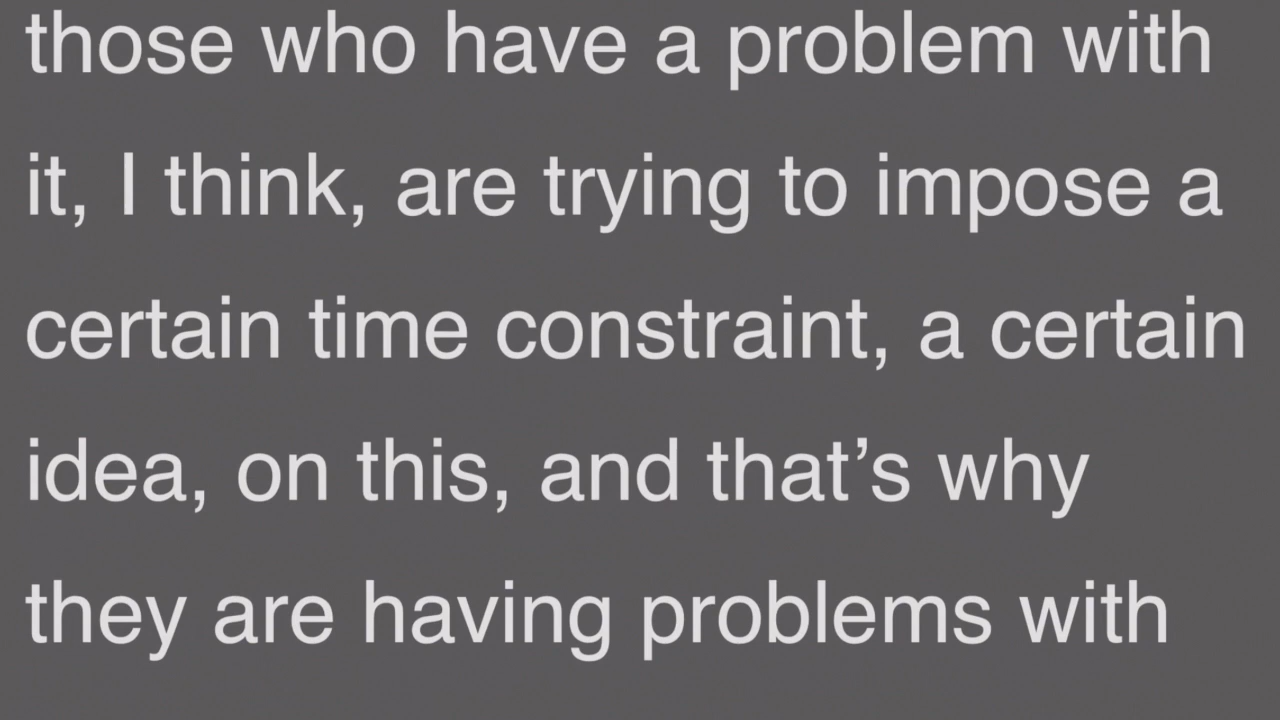 those who have a problem with
it, I think, are trying to impose a
certain time constraint, a certain
idea, on this, and that’s why
they are having problems with